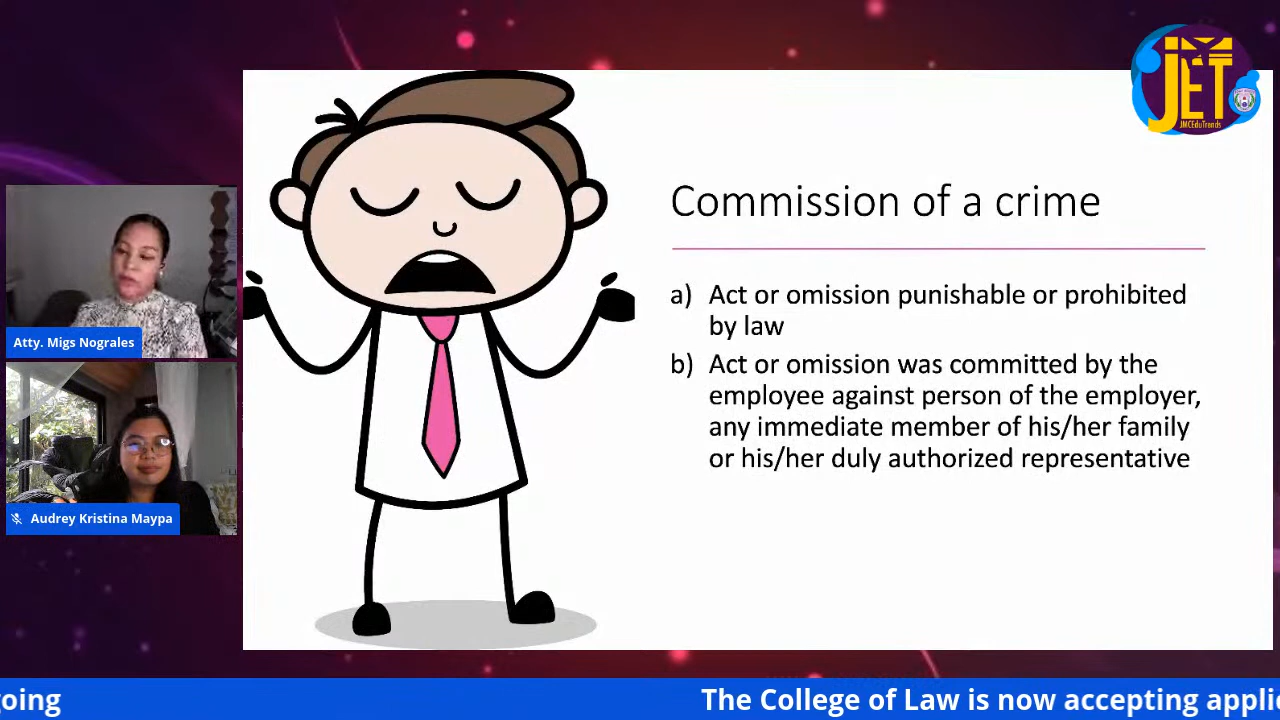 JET
JMCEduTrends
Commission of a crime
a) Act or omission punishable or prohibited
by law
b) Act or omission was committed by the
employee against person of the employer,
any immediate member of his/her family
or his/her duly authorized representative
Atty. Migs Nograles
Audrey Kristina Maypa
going The College of Law is now accepting applic